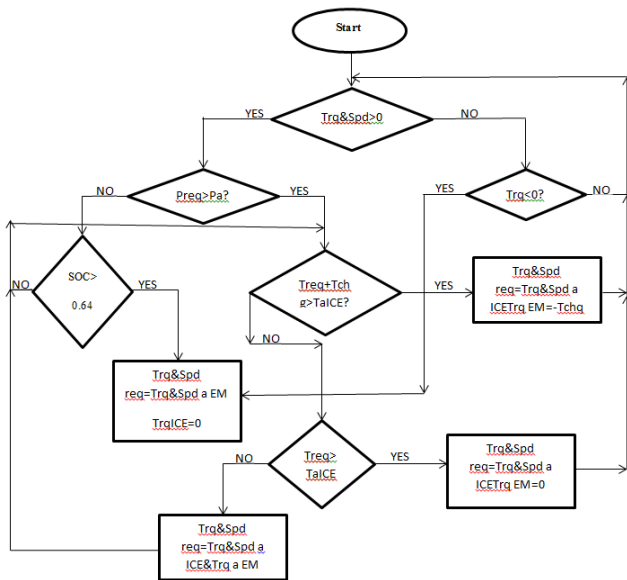 Start
YES
Trq&Spd>0
NO
Preq>Pa?
NO
YES
YES
Trq<0?
NO
SOC>
0.64
NO
YES
Treq+Tch
g>TaICE?
YES
NO
Trq&Spd
req=Trq&Spd a
ICETrq EM=-Tchq
Trq&Spd
req=Trq&Spd a EM
TrqICE=0
Treq>
TaICE
NO
YES
Trq&Spd
req=Trq&Spd a
ICETrq EM=0
Trq&Spd
req=Trq&Spd a
ICE&Trq a EM